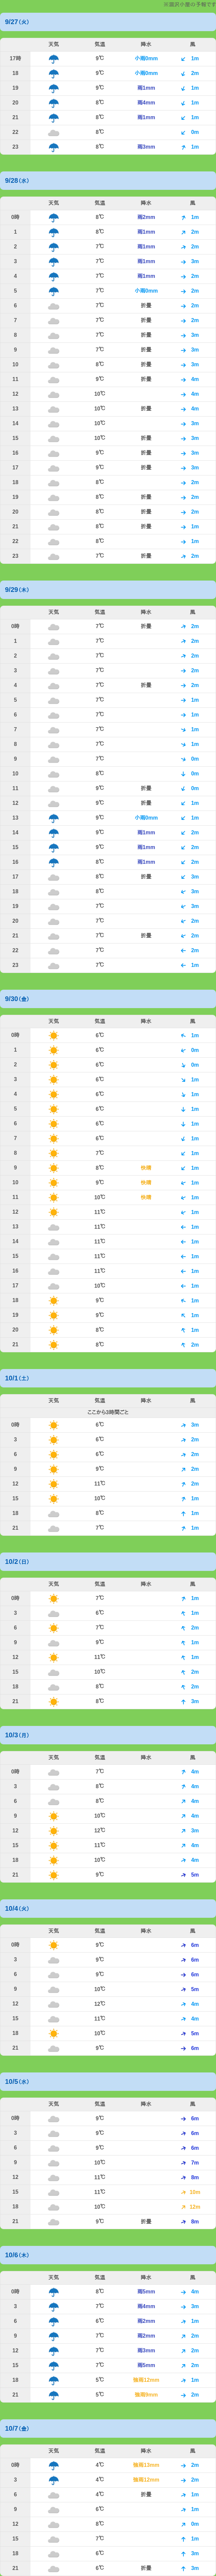 の予報です
9/27(火)
天気 気温 降水 風
17時 9℃ 小雨0mm 1m
18 9℃ 小雨0mm 2m
19 9℃ 雨1mm 1m
20 8℃ 雨4mm 1m
21 8℃ 雨1mm 1m
22 8℃ 0m
23 8℃ 雨3mm 1m
9/28(水)
天気 気温 降水 風
0時 8℃ 雨2mm 1m
1 8℃ 雨1mm 2m
2 7℃ 雨1mm 2m
3 7℃ 雨1mm 3m
4 7℃ 雨1mm 2m
5 7℃ 小雨0mm 2m
6 7℃ 折畳 2m
7 7℃ 折畳 2m
8 7℃ 折畳 3m
9 7℃ 折畳 3m
10 8℃ 折畳 3m
11 9℃ 折畳 4m
12 10℃ 4m
13 10℃ 折畳 4m
14 10℃ 3m
15 10℃ 折畳 3m
16 9℃ 折畳 3m
17 9℃ 折畳 3m
18 8℃ 2m
19 8℃ 折畳 2m
20 8℃ 折畳 2m
21 8℃ 折畳 1m
22 8℃ 1m
23 7℃ 折畳 2m
9/29(木)
天気 気温 降水 風
0時 7℃ 折畳 2m
1 7℃ 2m
2 7℃ 2m
3 7℃ 2m
4 7℃ 折畳 2m
5 7℃ 1m
6 7℃ 1m
7 7℃ 1m
8 7℃ 1m
9 7℃ 0m
10 8℃ 0m
11 9℃ 折畳 0m
12 9℃ 折畳 1m
13 9℃ 小雨0mm 1m
14 9℃ 雨1mm 2m
15 9℃ 雨1mm 2m
16 8℃ 雨1mm 2m
17 8℃ 折畳 3m
18 8℃ 3m
19 7℃ 3m
20 7℃ 2m
21 7℃ 折畳 2m
22 7℃ 2m
23 7℃ 1m
9/30(金)
天気 気温 降水 風
0時 6℃ 1m
1 6℃ 0m
2 6℃ 0m
3 6℃ 1m
4 6℃ 1m
5 6℃ 1m
6 6℃ 1m
7 6℃ 1m
8 7℃ 1m
9 8℃ 快晴 1m
10 9℃ 快晴 1m
11 10℃ 快晴 1m
12 11℃ 1m
13 11℃ 1m
14 11℃ 1m
15 11℃ 1m
16 11℃ 1m
17 10℃ 1m
18 9℃ 1m
19 9℃ 1m
20 8℃ 1m
21 8℃ 2m
10/1(土)
天気 気温 降水 風
ここから3時間ごと
0時 6℃ 3m
3 6℃ 2m
6 6℃ 2m
9 9℃ 2m
12 11℃ 2m
15 10℃ 1m
18 8℃ 1m
21 7℃ 1m
10/2(日)
天気 気温 降水 風
0時 7℃ 1m
3 6℃ 1m
6 7℃ 2m
9 9℃ 1m
12 11℃ 1m
15 10℃ 2m
18 8℃ 2m
21 8℃ 3m
10/3(月)
天気 気温 降水 風
0時 7℃ 4m
3 8℃ 4m
6 8℃ 4m
9 10℃ 4m
12 12℃ 3m
15 11℃ 4m
18 10℃ 4m
21 9℃ 5m
10/4(火)
天気 気温 降水 風
0時 9℃ 6m
3 9℃ 6m
6 9℃ 6m
9 10℃ 5m
12 12℃ 4m
15 11℃ 4m
18 10℃ 5m
21 9℃ 6m
10/5(水)
天気 気温 降水 風
0時 9℃ 6m
3 9℃ 6m
6 9℃ 6m
9 10℃ 7m
12 11℃ 8m
15 11℃ 10m
18 10℃ 12m
21 9℃ 折畳 8m
10/6(木)
天気 気温 降水 風
0時 8℃ 雨5mm 4m
3 7℃ 雨4mm 3m
6 6℃ 雨2mm 1m
9 7℃ 雨2mm 2m
12 7℃ 雨3mm 2m
15 7℃ 雨5mm 2m
18 5℃ 強雨12mm 1m
21 5℃ 強雨9mm 2m
10/7(金)
天気 気温 降水 風
0時 4℃ 強雨13mm 2m
3 4℃ 強雨12mm 2m
6 4℃ 折畳 1m
9 6℃ 1m
12 8℃ 0m
15 7℃ 1m
18 6℃ 3m
21 6℃ 折畳 3m